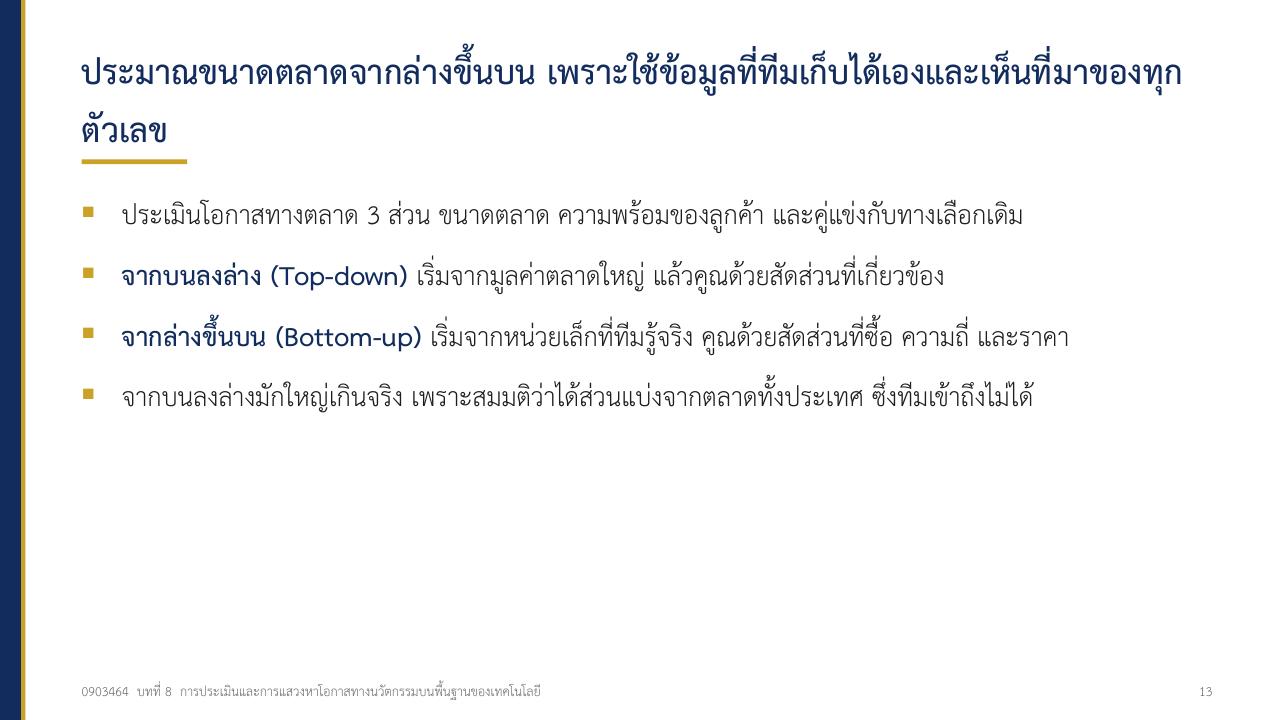 ประมาณขนาดตลาดจากล่างขึ้นบน เพราะใช้ข้อมูลที่ทีมเก็บได้เองและเห็นที่มาของทุก
ตัวเลข
ประเมินโอกาสทางตลาด 3 ส่วน ขนาดตลาด ความพร้อมของลูกค้า และคู่แข่งกับทางเลือกเดิม
จากบนลงล่าง (Top-down) เริ่มจากมูลค่าตลาดใหญ่ แล้วคูณด้วยสัดส่วนที่เกี่ยวข้อง
จากล่างขึ้นบน (Bottom-up) เริ่มจากหน่วยเล็กที่ทีมรู้จริง คูณด้วยสัดส่วนที่ซื้อ ความถี่ และราคา
จากบนลงล่างมักใหญ่เกินจริง เพราะสมมติว่าได้ส่วนแบ่งจากตลาดทั้งประเทศ ซึ่งทีมเข้าถึงไม่ได้
0903464 บทที่ 8 การประเมินและการแสวงหาโอกาสทางนวัตกรรมบนพื้นฐานของเทคโนโลยี
13